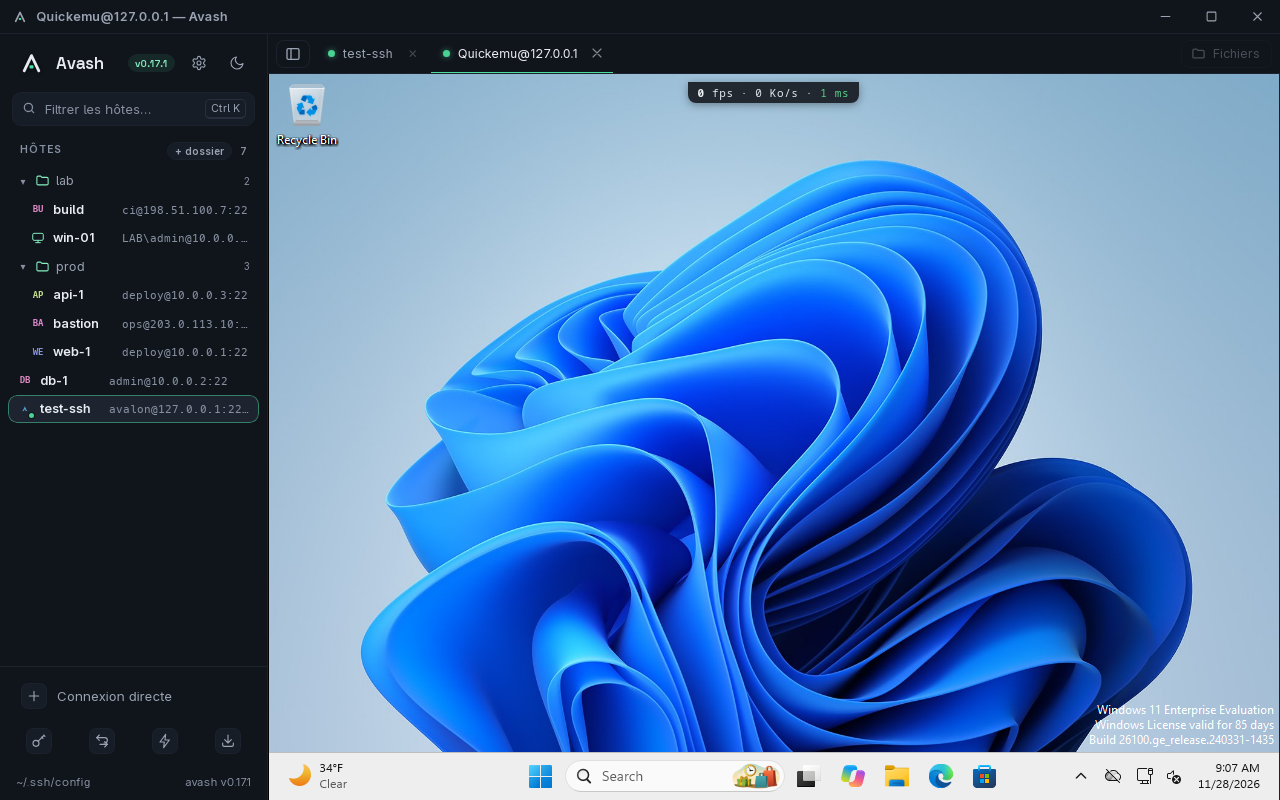 Quickemu@127.0.0.1 — Avash
Avash
v0.17.1
Filtrer les hôtes…
Ctrl K
HÔTES
+ dossier
7
lab
2
BU build ci@198.51.100.7:22
win-01 LAB\admin@10.0.0.…
prod
3
AP api-1 deploy@10.0.0.3:22
BA bastion ops@203.0.113.10:…
WE web-1 deploy@10.0.0.1:22
DB db-1 admin@10.0.0.2:22
test-ssh avalon@127.0.0.1:22…
Connexion directe
~/.ssh/config
avash v0.17.1
test-ssh
Quickemu@127.0.0.1
Fichiers
0 fps · 0 Ko/s · 1 ms
Recycle Bin
Windows 11 Enterprise Evaluation
Windows License valid for 85 days
Build 26100.ge_release.240331-1435
34°F
Clear
Search
9:07 AM
11/28/2026